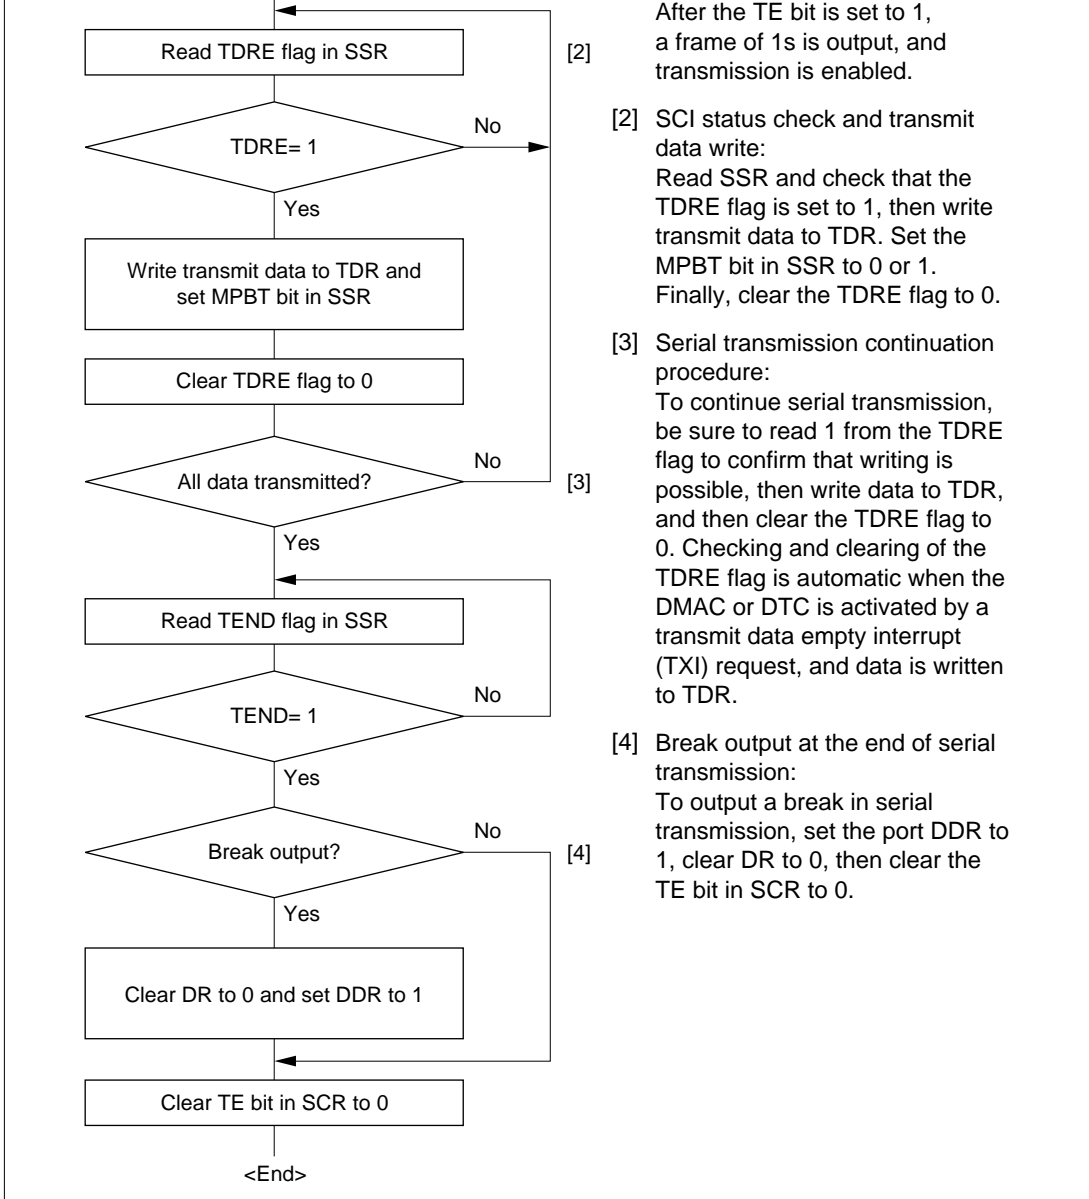 Read TDRE flag in SSR
[2]
TDRE= 1
No
Yes
Write transmit data to TDR and
set MPBT bit in SSR
Clear TDRE flag to 0
All data transmitted?
No
[3]
Yes
Read TEND flag in SSR
TEND= 1
No
Yes
Break output?
No
[4]
Yes
Clear DR to 0 and set DDR to 1
Clear TE bit in SCR to 0
<End>
After the TE bit is set to 1,
a frame of 1s is output, and
transmission is enabled.
[2] SCI status check and transmit
data write:
Read SSR and check that the
TDRE flag is set to 1, then write
transmit data to TDR. Set the
MPBT bit in SSR to 0 or 1.
Finally, clear the TDRE flag to 0.
[3] Serial transmission continuation
procedure:
To continue serial transmission,
be sure to read 1 from the TDRE
flag to confirm that writing is
possible, then write data to TDR,
and then clear the TDRE flag to
0. Checking and clearing of the
TDRE flag is automatic when the
DMAC or DTC is activated by a
transmit data empty interrupt
(TXI) request, and data is written
to TDR.
[4] Break output at the end of serial
transmission:
To output a break in serial
transmission, set the port DDR to
1, clear DR to 0, then clear the
TE bit in SCR to 0.